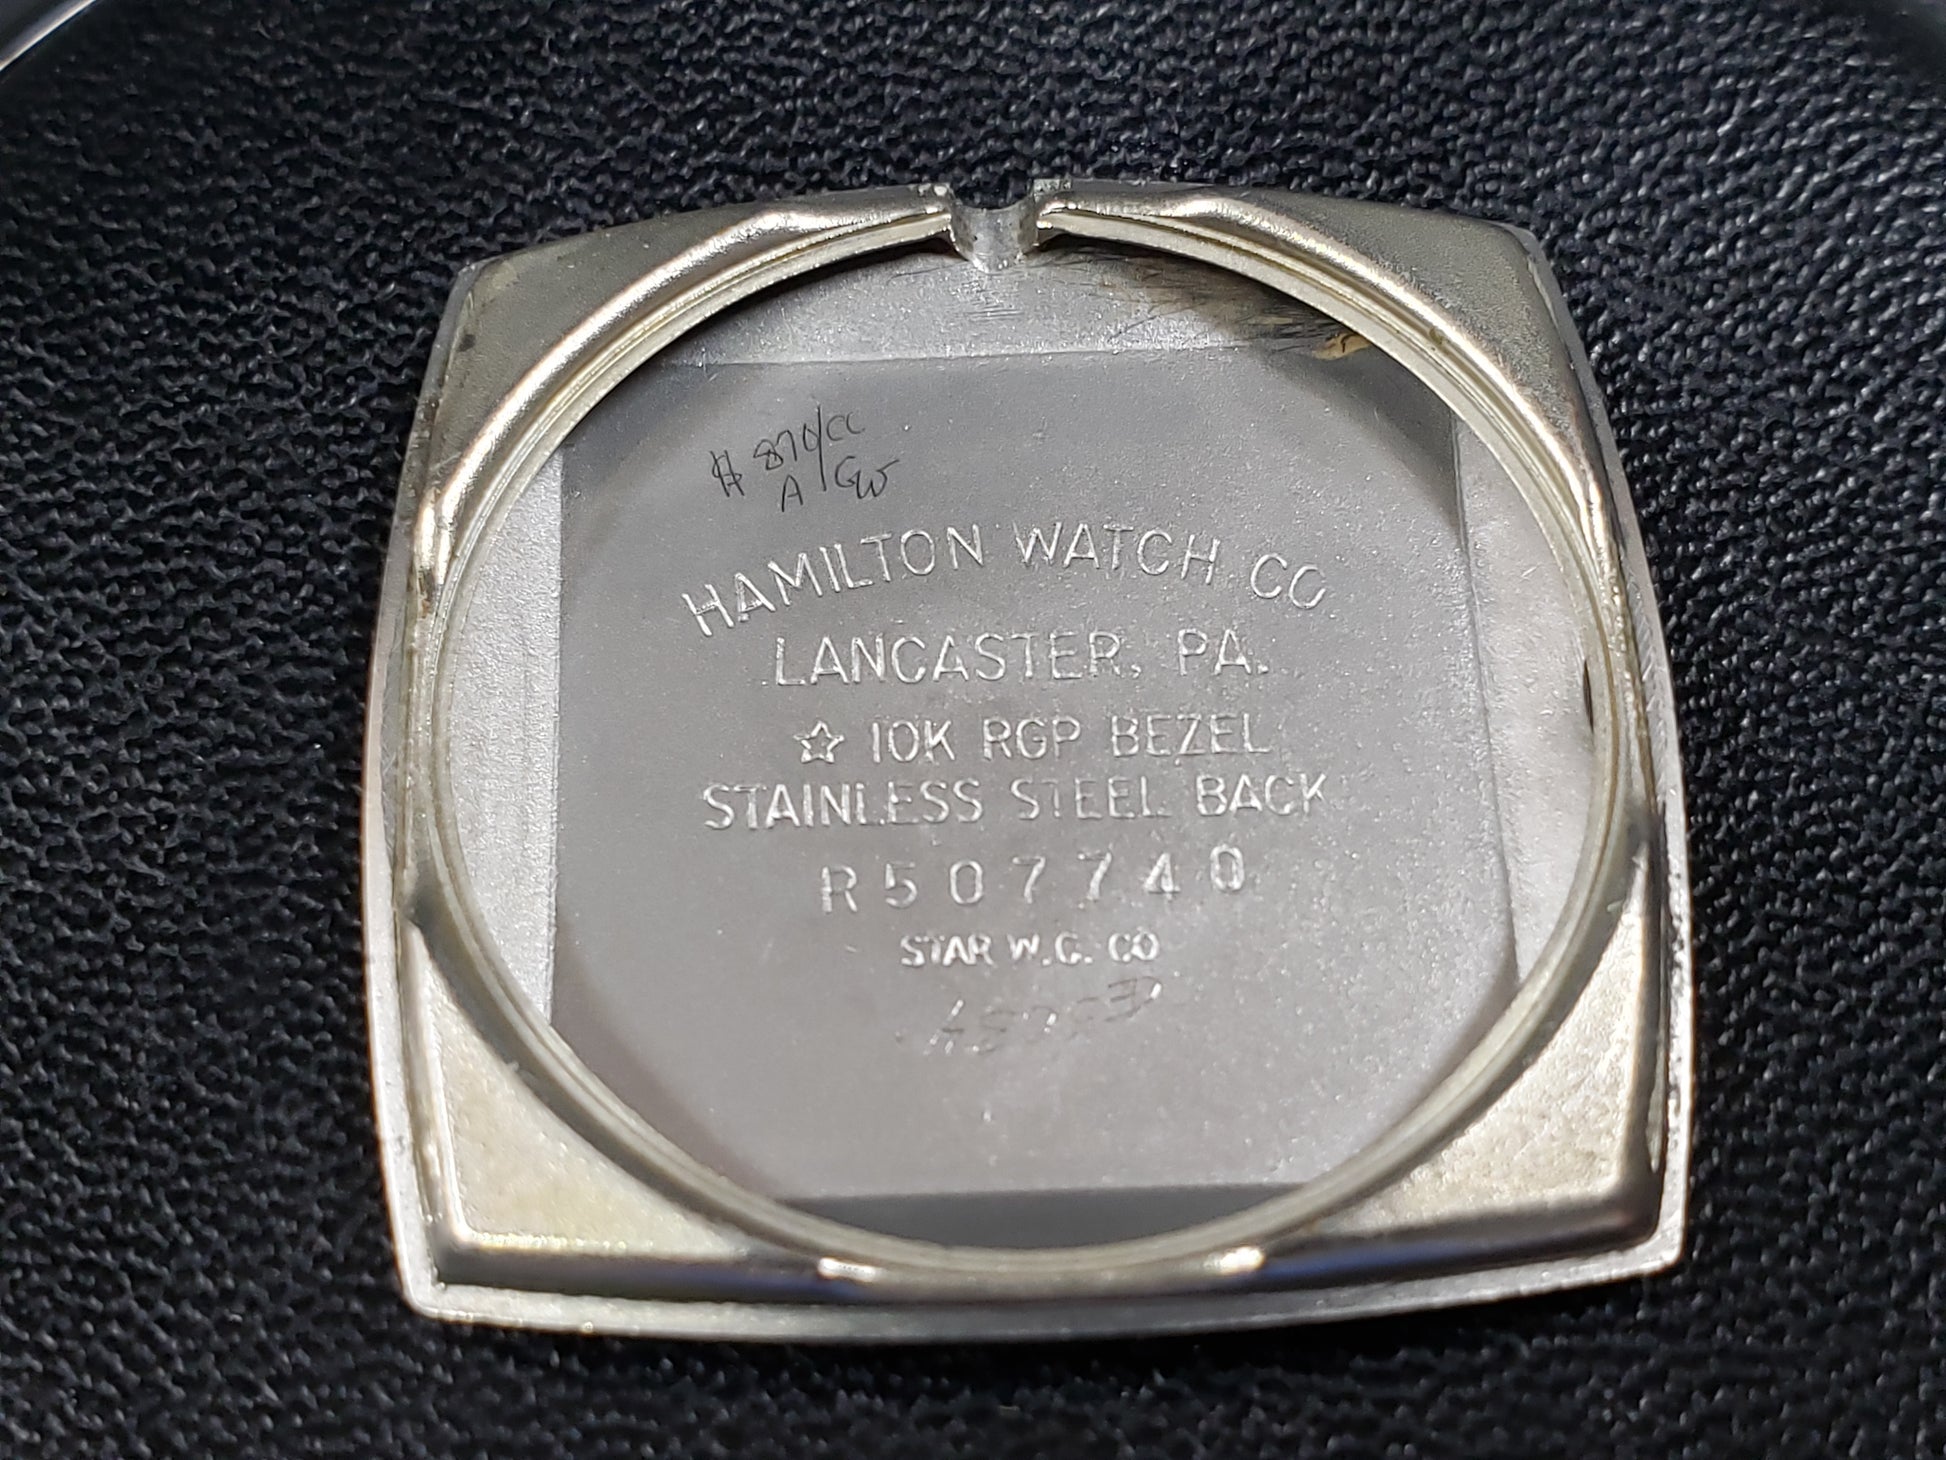 HAMILTON WATCH CO
LANCASTER, PA.
☆ 10K RGP BEZEL
STAINLESS STEEL BACK
R507740
STAR W.C. CO